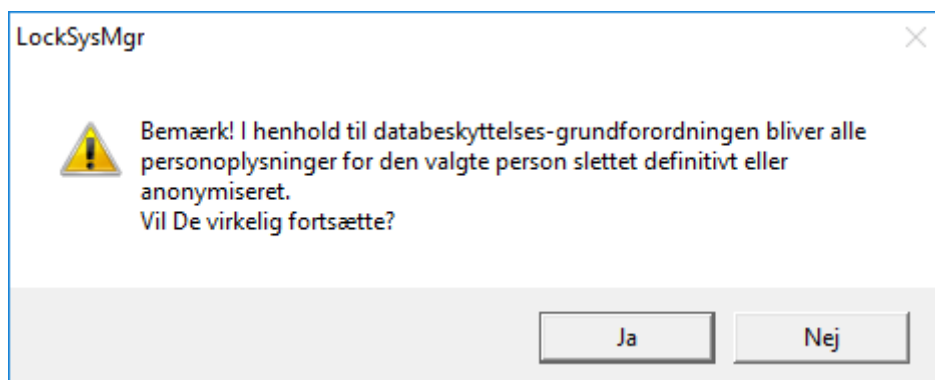 LockSysMgr
Bemærk! I henhold til databeskyttelses-grundforordningen bliver alle
personoplysninger for den valgte person slettet definitivt eller
anonymiseret.
Vil De virkelig fortsætte?
Ja
Nej